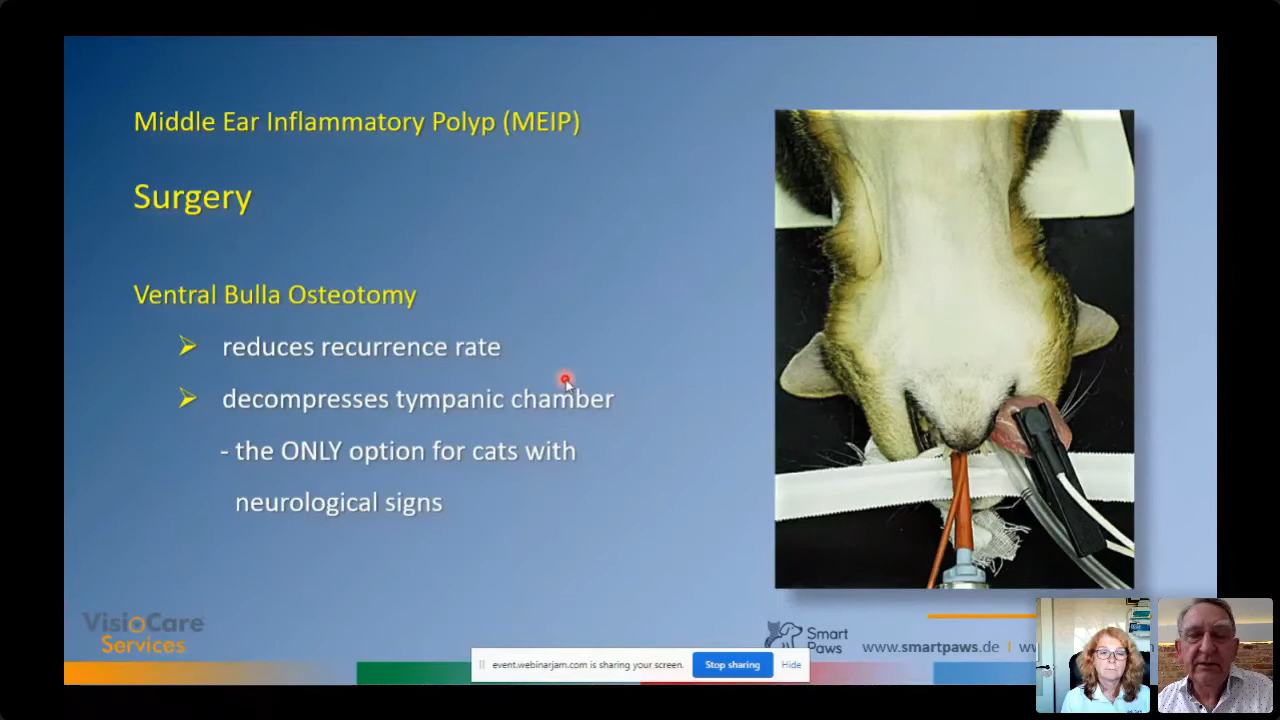 Middle Ear Inflammatory Polyp (MEIP)
Surgery
Ventral Bulla Osteotomy
reduces recurrence rate
decompresses tympanic chamber
- the ONLY option for cats with
neurological signs
VisioCare
Services
Smart
Paws
www.smartpaws.de
event.webinarjam.com is sharing your screen.
Stop sharing
Hide